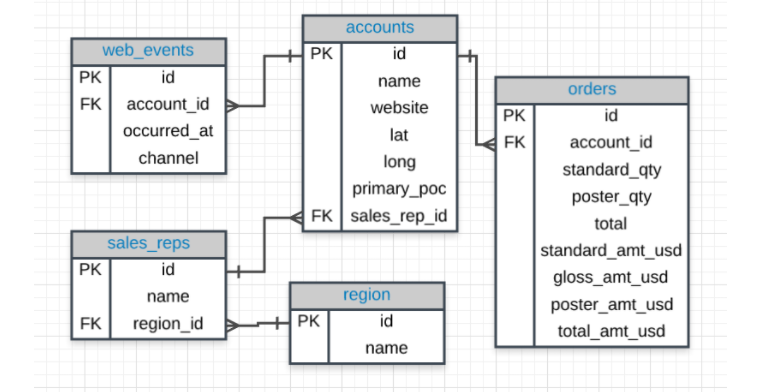 web_events
PK id
FK account_id
occurred_at
channel
accounts
PK id
name
website
lat
long
primary_poc
FK sales_rep_id
orders
PK id
FK account_id
standard_qty
poster_qty
total
standard_amt_usd
gloss_amt_usd
poster_amt_usd
total_amt_usd
sales_reps
PK id
name
FK region_id
region
PK id
name